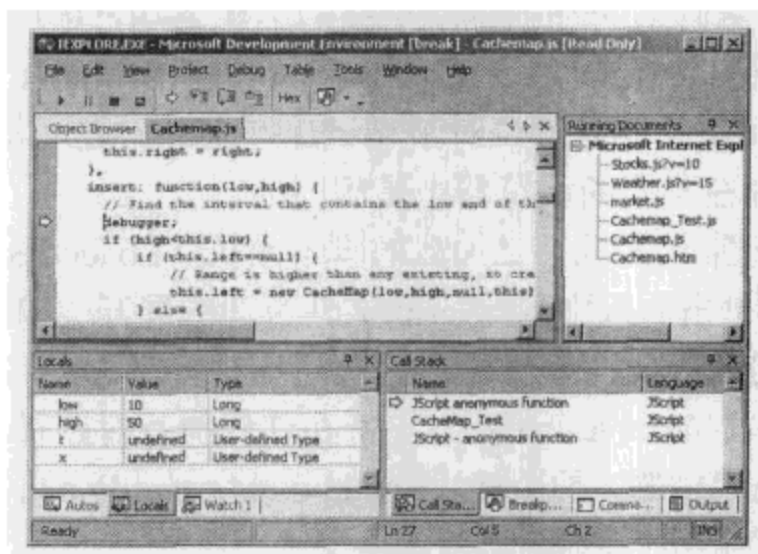 IEXPLORE.EXE - Microsoft Development Environment [break] - Cachemap.js [Read Only]
File Edit View Project Debug Table Tools Window Help
Hex
Object Browser Cachemap.js
this.right = right;
},
insert: function(low,high) {
// Find the interval that contains the low end of th
debugger;
if (high<this.low) {
if (this.left==null) {
// Range is higher than any existing, so cre
this.left = new CacheMap(low,high,null,this)
} else {
Running Documents
Microsoft Internet Expl
Stocks.js?v=10
Weather.js?v=15
market.js
Cachemap_Test.js
Cachemap.js
Cachemap.htm
Locals
Name Value Type
low 10 Long
high 50 Long
t undefined User-defined Type
x undefined User-defined Type
Autos Locals Watch 1
Call Stack
Name Language
JScript anonymous function JScript
CacheMap_Test JScript
JScript - anonymous function JScript
Call Sta... Breakp... Comma... Output
Ready Ln 27 Col 5 Ch 2 INS